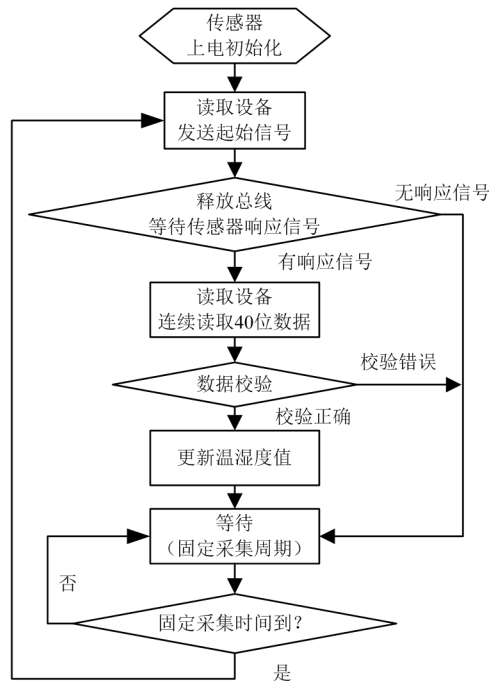 传感器
上电初始化
读取设备
发送起始信号
释放总线
等待传感器响应信号
无响应信号
有响应信号
读取设备
连续读取40位数据
数据校验
校验错误
校验正确
更新温湿度值
等待
（固定采集周期）
否
固定采集时间到？
是